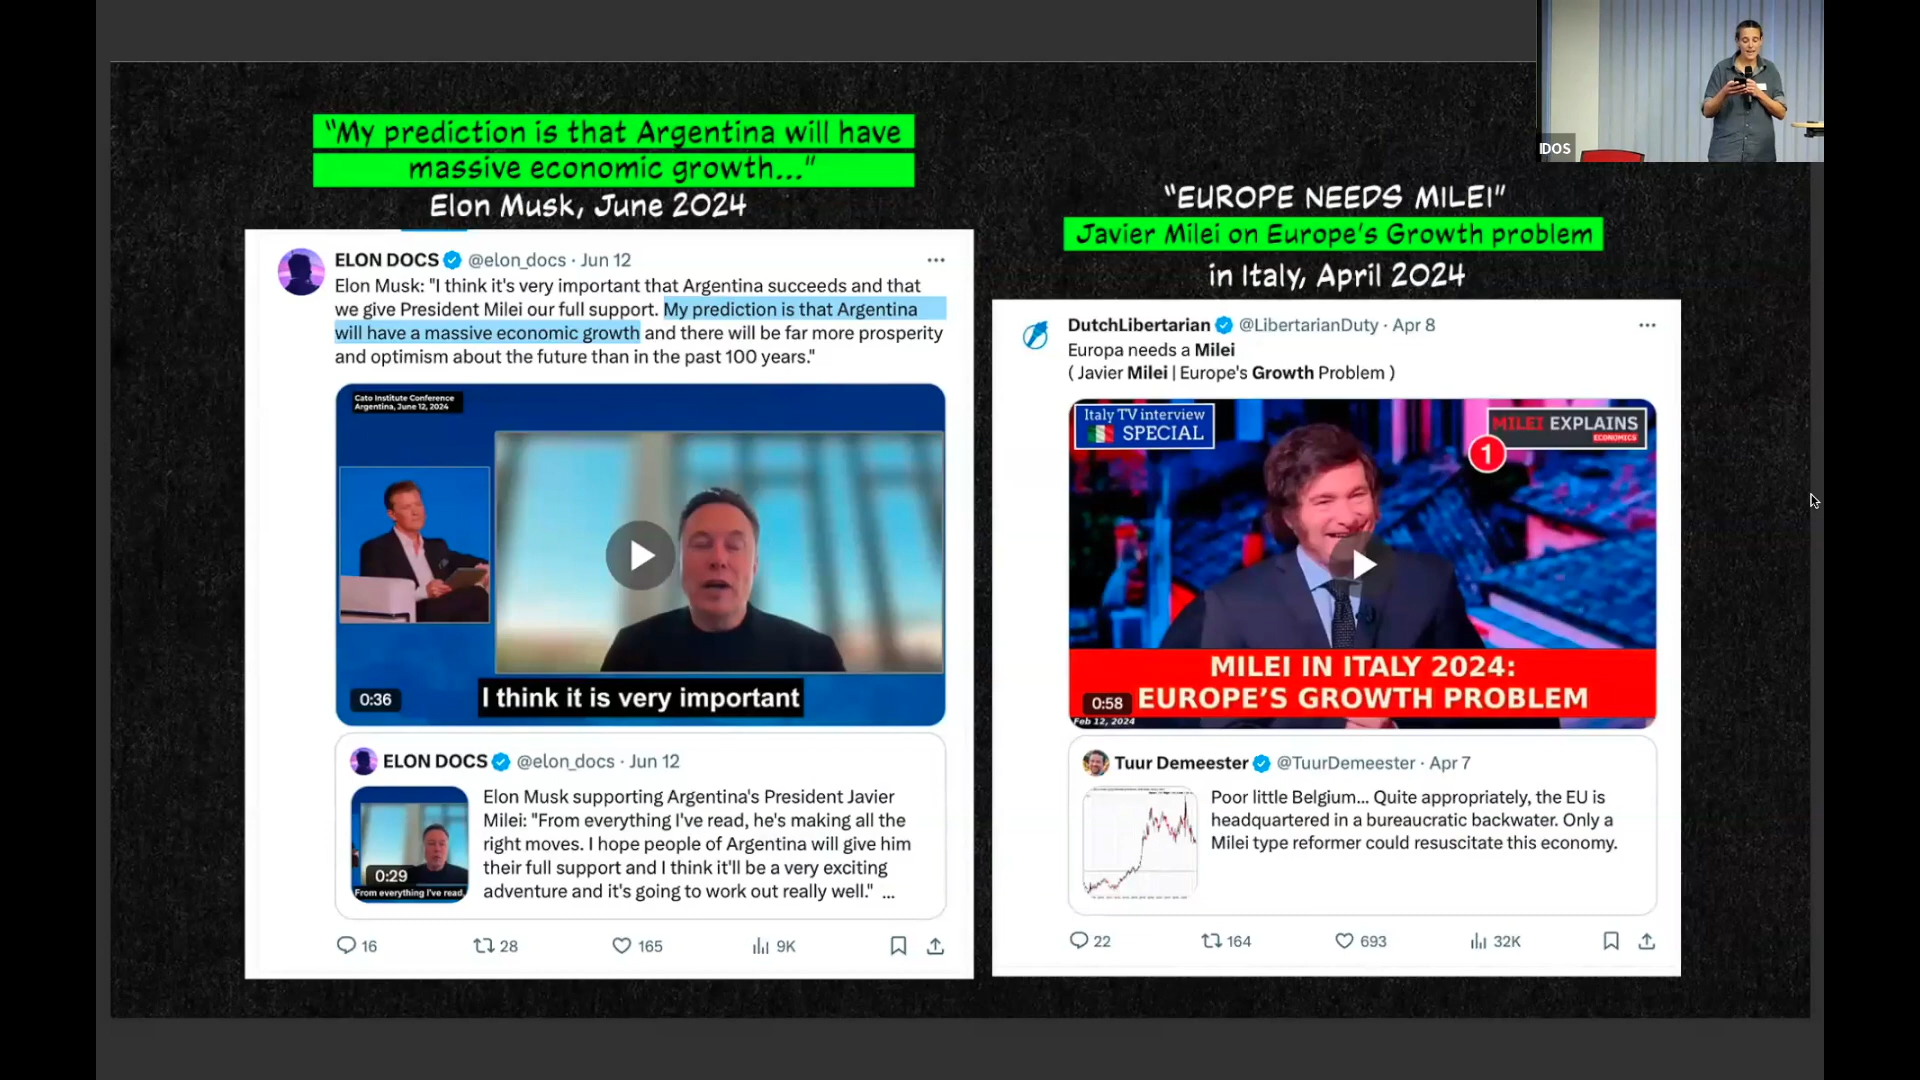 IDOS
"My prediction is that Argentina will have
massive economic growth..."
Elon Musk, June 2024
ELON DOCS @elon_docs · Jun 12
Elon Musk: "I think it's very important that Argentina succeeds and that
we give President Milei our full support. My prediction is that Argentina
will have a massive economic growth and there will be far more prosperity
and optimism about the future than in the past 100 years."
Cato Institute Conference
Argentina, June 12, 2024
0:36
I think it is very important
ELON DOCS @elon_docs · Jun 12
Elon Musk supporting Argentina's President Javier
Milei: "From everything I've read, he's making all the
right moves. I hope people of Argentina will give him
their full support and I think it'll be a very exciting
adventure and it's going to work out really well." ...
0:29
From everything I've read,
16 28 165 9K
"EUROPE NEEDS MILEI"
Javier Milei on Europe's Growth problem
in Italy, April 2024
DutchLibertarian @LibertarianDuty · Apr 8
Europa needs a Milei
( Javier Milei | Europe's Growth Problem )
Italy TV interview
SPECIAL
MILEI EXPLAINS
ECONOMICS
1
MILEI IN ITALY 2024:
EUROPE'S GROWTH PROBLEM
0:58
Feb 12, 2024
Tuur Demeester @TuurDemeester · Apr 7
Poor little Belgium... Quite appropriately, the EU is
headquartered in a bureaucratic backwater. Only a
Milei type reformer could resuscitate this economy.
22 164 693 32K